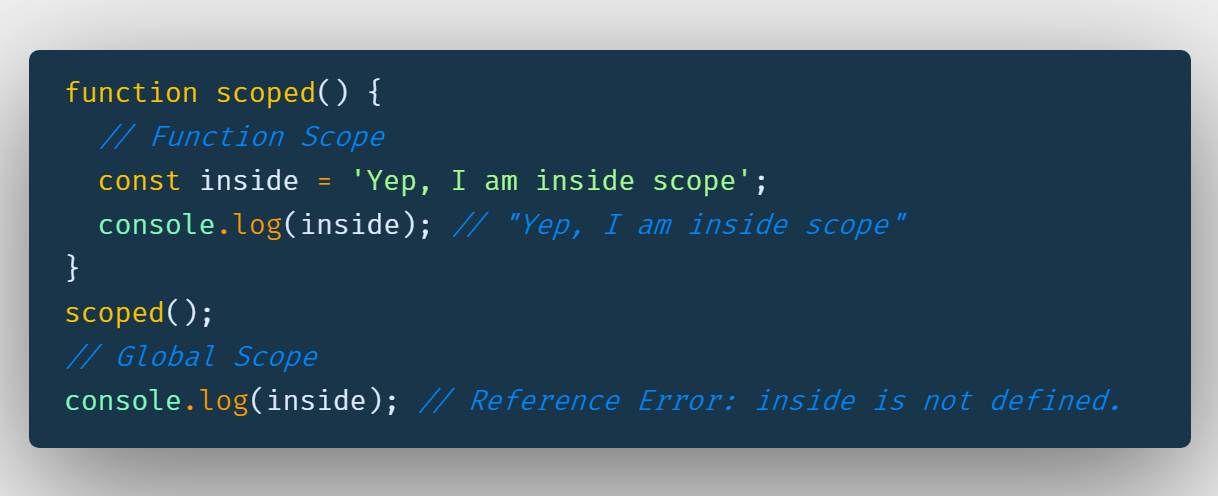 function scoped() {
  // Function Scope
  const inside = 'Yep, I am inside scope';
  console.log(inside); // "Yep, I am inside scope"
}
scoped();
// Global Scope
console.log(inside); // Reference Error: inside is not defined.